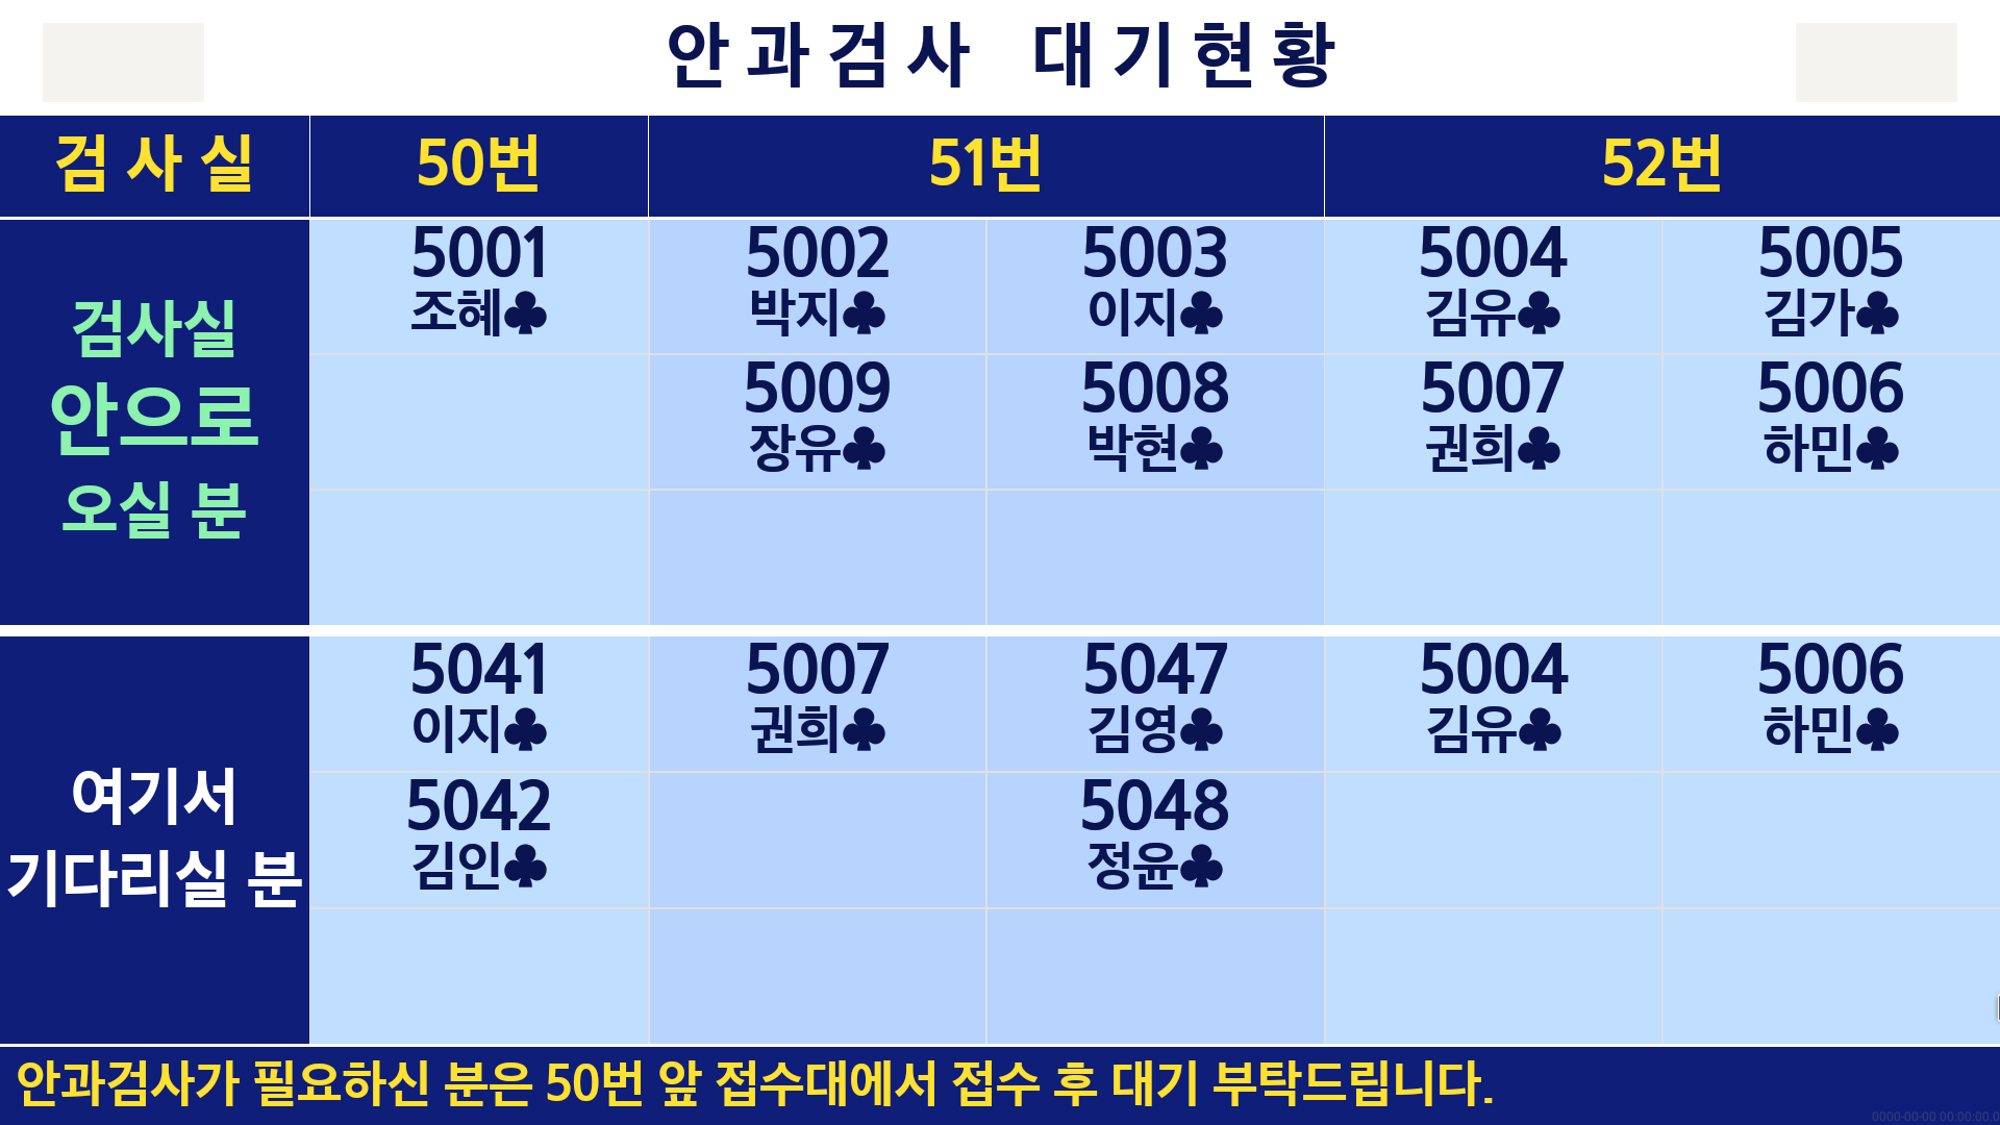 안과검사 대기현황
검사실 50번 51번 52번
검사실
안으로
오실 분
5001 5002 5003 5004 5005
조혜♣ 박지♣ 이지♣ 김유♣ 김가♣
5009 5008 5007 5006
장유♣ 박현♣ 권희♣ 하민♣
여기서
기다리실 분
5041 5007 5047 5004 5006
이지♣ 권희♣ 김영♣ 김유♣ 하민♣
5042 5048
김인♣ 정윤♣
안과검사가 필요하신 분은 50번 앞 접수대에서 접수 후 대기 부탁드립니다.
0000-00-00 00:00:00.0